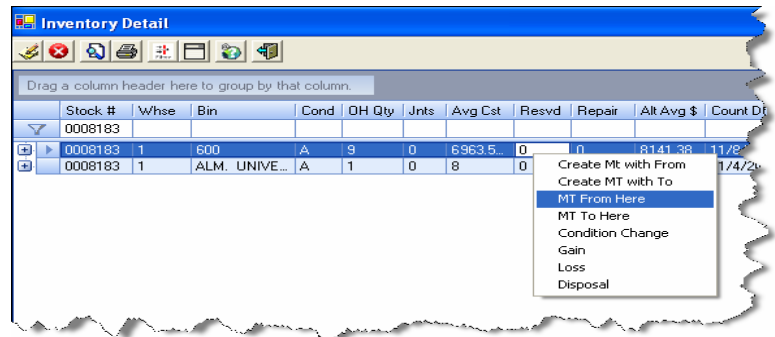 Inventory Detail
Drag a column header here to group by that column.
Stock # Whse Bin Cond OH Qty Jnts Avg Cst Resvd Repair Alt Avg $ Count D
0008183
0008183 1 600 A 9 0 6963.5... 0 0 8141.38 11/8
0008183 1 ALM. UNIVE... A 1 0 8 0 1/4/2
Create Mt with From
Create MT with To
MT From Here
MT To Here
Condition Change
Gain
Loss
Disposal